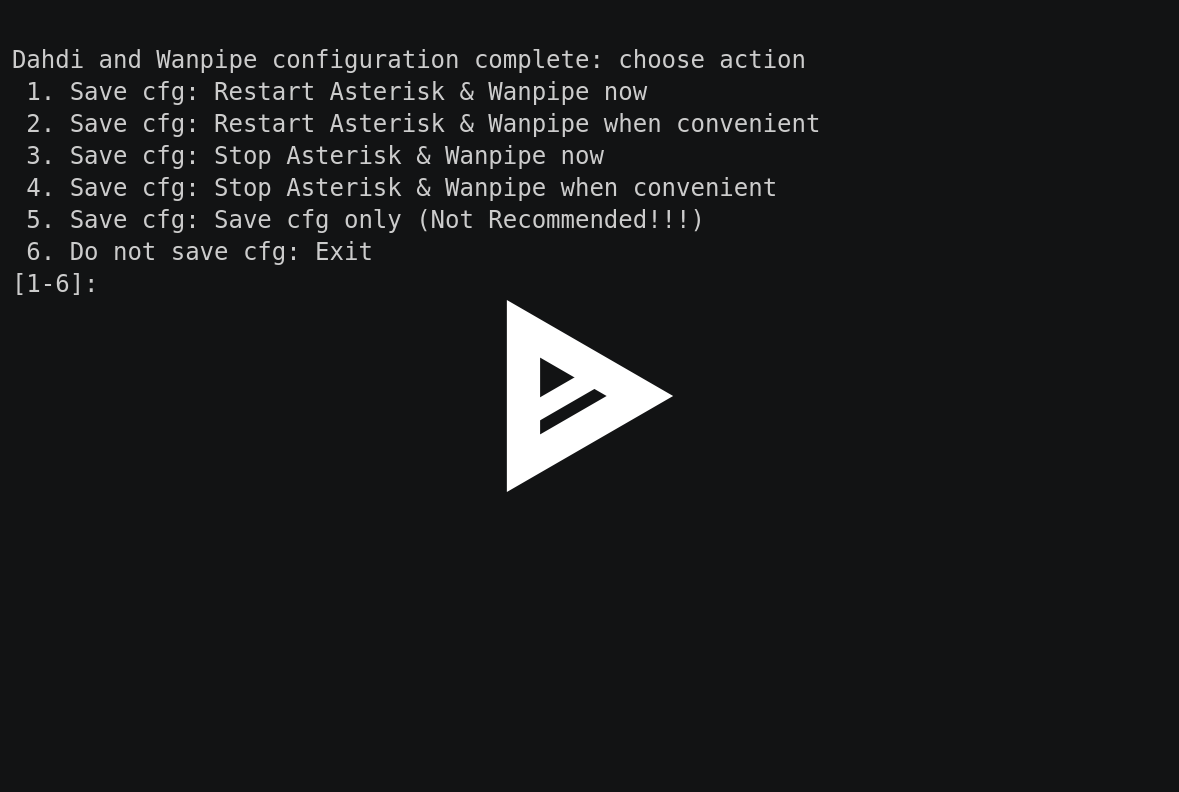 Dahdi and Wanpipe configuration complete: choose action
1. Save cfg: Restart Asterisk & Wanpipe now
2. Save cfg: Restart Asterisk & Wanpipe when convenient
3. Save cfg: Stop Asterisk & Wanpipe now
4. Save cfg: Stop Asterisk & Wanpipe when convenient
5. Save cfg: Save cfg only (Not Recommended!!!)
6. Do not save cfg: Exit
[1-6]: